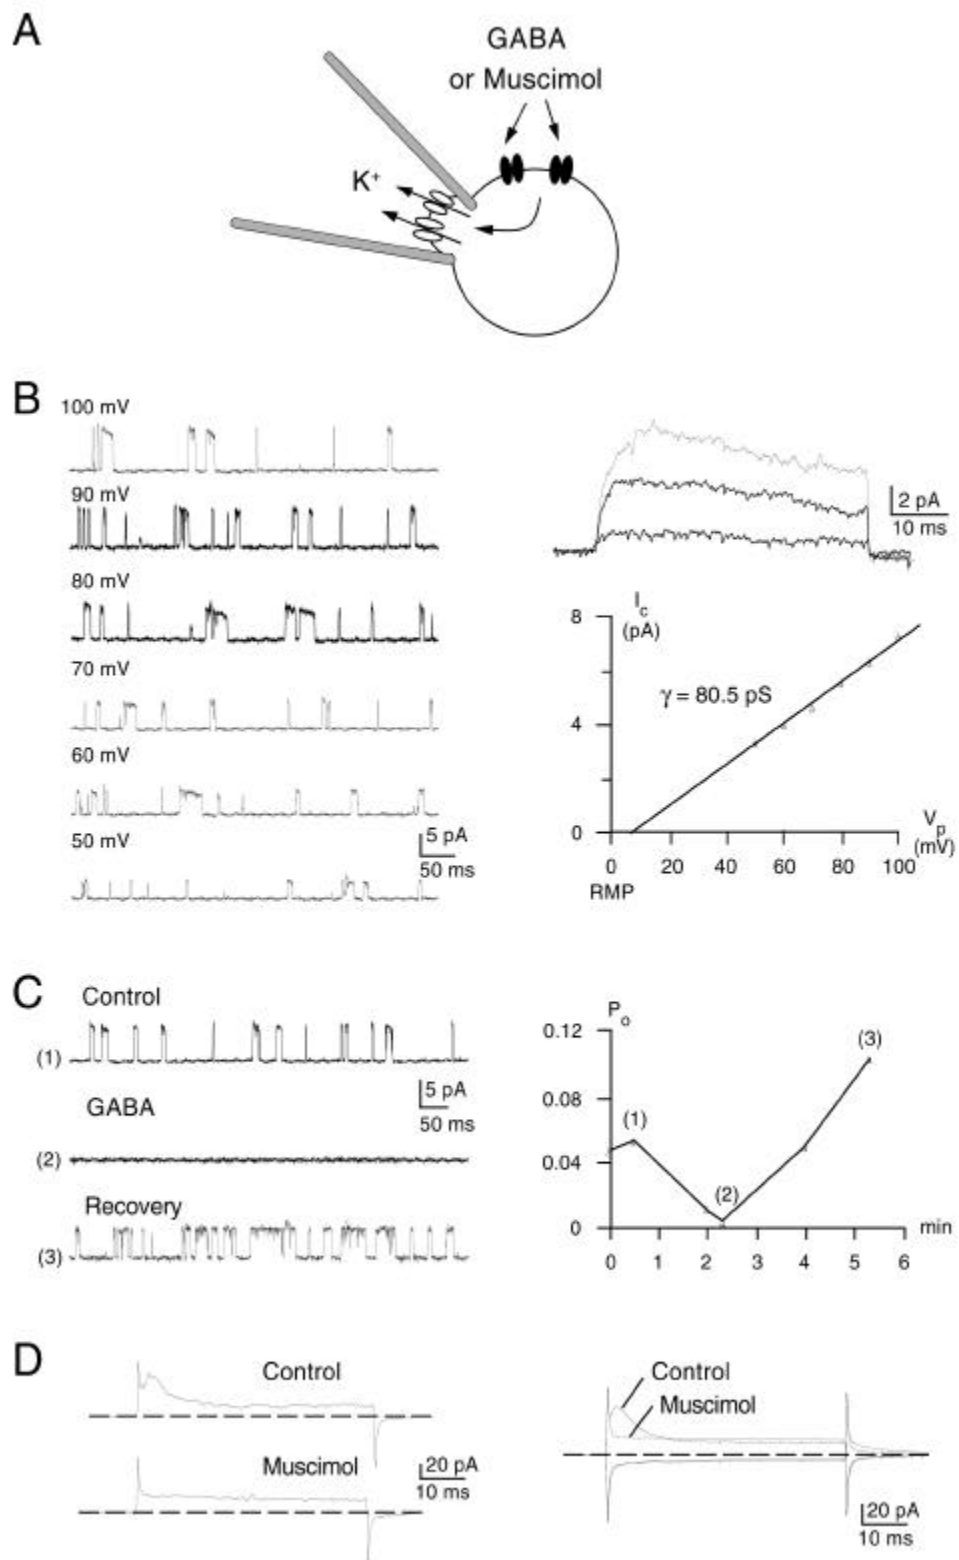 A
GABA
or Muscimol
K+
B
100 mV
90 mV
80 mV
70 mV
60 mV
50 mV
5 pA
50 ms
2 pA
10 ms
Ic
(pA)
8
4
0
γ = 80.5 pS
Vp
(mV)
0 20 40 60 80 100
RMP
C
Control
(1)
5 pA
50 ms
GABA
(2)
Recovery
(3)
Po
0.12
0.08
0.04
0
(1)
(2)
(3)
min
0 1 2 3 4 5 6
D
Control
Muscimol
20 pA
10 ms
Control
Muscimol
20 pA
10 ms